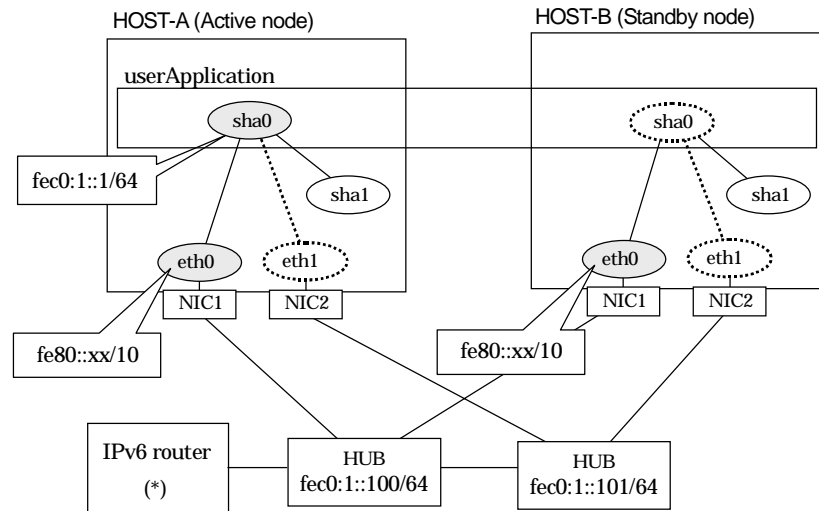 HOST-A (Active node)
HOST-B (Standby node)
userApplication
sha0
sha0
fec0:1::1/64
sha1
sha1
eth0
eth1
eth0
eth1
NIC1
NIC2
NIC1
NIC2
fe80::xx/10
fe80::xx/10
IPv6 router
(*)
HUB
fec0:1::100/64
HUB
fec0:1::101/64